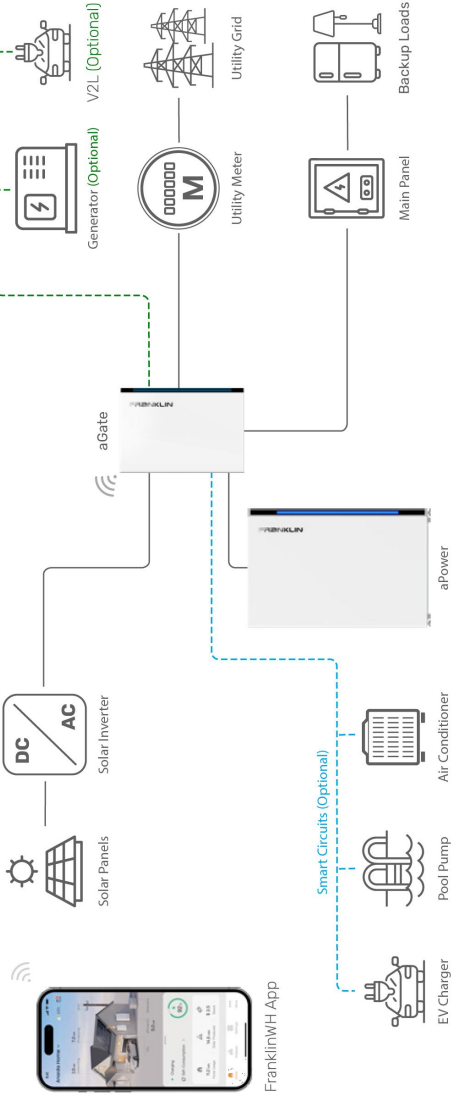 FranklinWH App
Solar Panels
DC
AC
Solar Inverter
aGate
FRANKLIN
Generator (Optional)
V2L (Optional)
M
Utility Meter
Utility Grid
Main Panel
Backup Loads
FRANKLIN
aPower
Smart Circuits (Optional)
EV Charger
Pool Pump
Air Conditioner